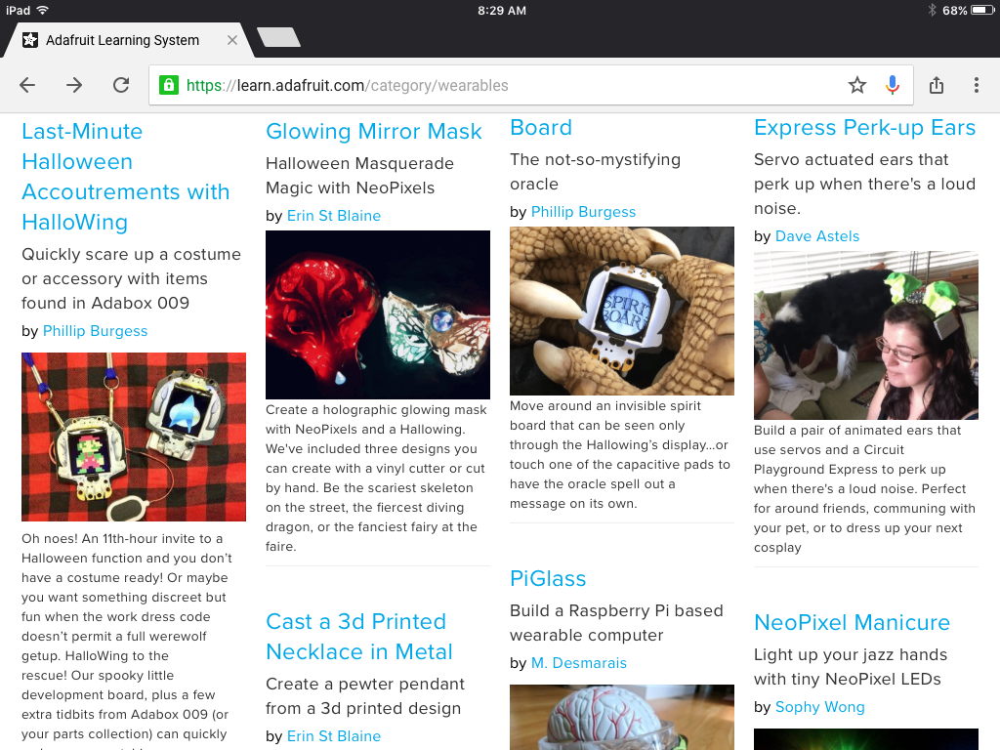 iPad
8:29 AM
68%
Adafruit Learning System
https://learn.adafruit.com/category/wearables
Last-Minute
Halloween
Accoutrements with
HalloWing
Quickly scare up a costume
or accessory with items
found in Adabox 009
by Phillip Burgess
Oh noes! An 11th-hour invite to a
Halloween function and you don't
have a costume ready! Or maybe
you want something discreet but
fun when the work dress code
doesn't permit a full werewolf
getup. HalloWing to the
rescue! Our spooky little
development board, plus a few
extra tidbits from Adabox 009 (or
your parts collection) can quickly
Glowing Mirror Mask
Halloween Masquerade
Magic with NeoPixels
by Erin St Blaine
Create a holographic glowing mask
with NeoPixels and a Hallowing.
We've included three designs you
can create with a vinyl cutter or cut
by hand. Be the scariest skeleton
on the street, the fiercest diving
dragon, or the fanciest fairy at the
faire.
Cast a 3d Printed
Necklace in Metal
Create a pewter pendant
from a 3d printed design
by Erin St Blaine
Board
The not-so-mystifying
oracle
by Phillip Burgess
SPIRIT
BOARD
Move around an invisible spirit
board that can be seen only
through the Hallowing's display...or
touch one of the capacitive pads to
have the oracle spell out a
message on its own.
PiGlass
Build a Raspberry Pi based
wearable computer
by M. Desmarais
Express Perk-up Ears
Servo actuated ears that
perk up when there's a loud
noise.
by Dave Astels
Build a pair of animated ears that
use servos and a Circuit
Playground Express to perk up
when there's a loud noise. Perfect
for around friends, communing with
your pet, or to dress up your next
cosplay
NeoPixel Manicure
Light up your jazz hands
with tiny NeoPixel LEDs
by Sophy Wong